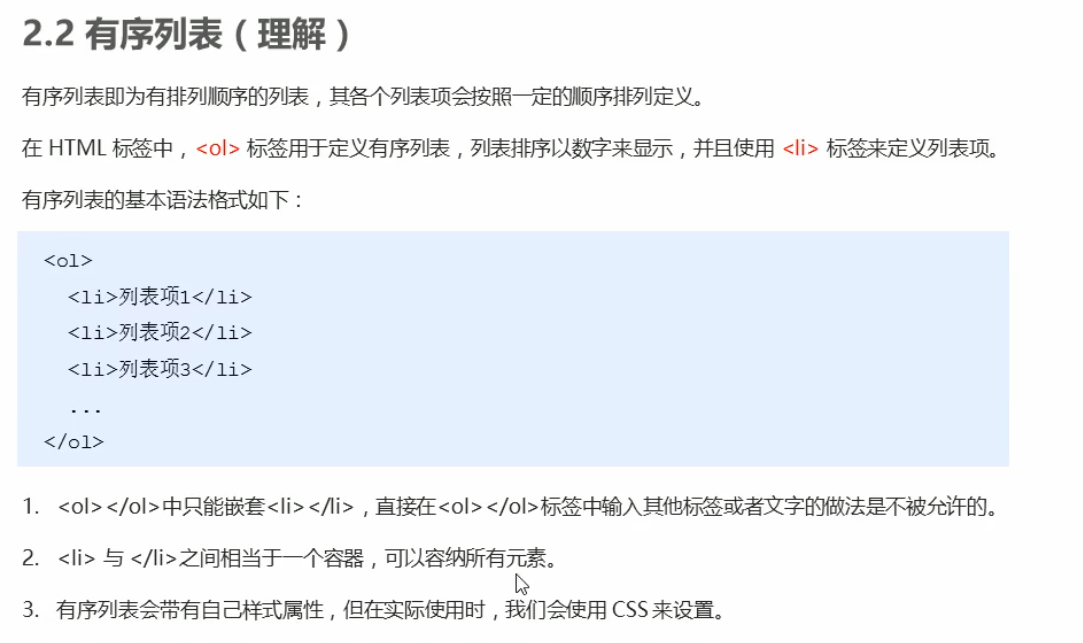 2.2 有序列表（理解）
有序列表即为有排列顺序的列表，其各个列表项会按照一定的顺序排列定义。
在 HTML 标签中，<ol> 标签用于定义有序列表，列表排序以数字来显示，并且使用 <li> 标签来定义列表项。
有序列表的基本语法格式如下：
<ol>
<li>列表项1</li>
<li>列表项2</li>
<li>列表项3</li>
...
</ol>
1. <ol></ol>中只能嵌套<li></li>，直接在<ol></ol>标签中输入其他标签或者文字的做法是不被允许的。
2. <li> 与 </li>之间相当于一个容器，可以容纳所有元素。
3. 有序列表会带有自己样式属性，但在实际使用时，我们会使用 CSS 来设置。